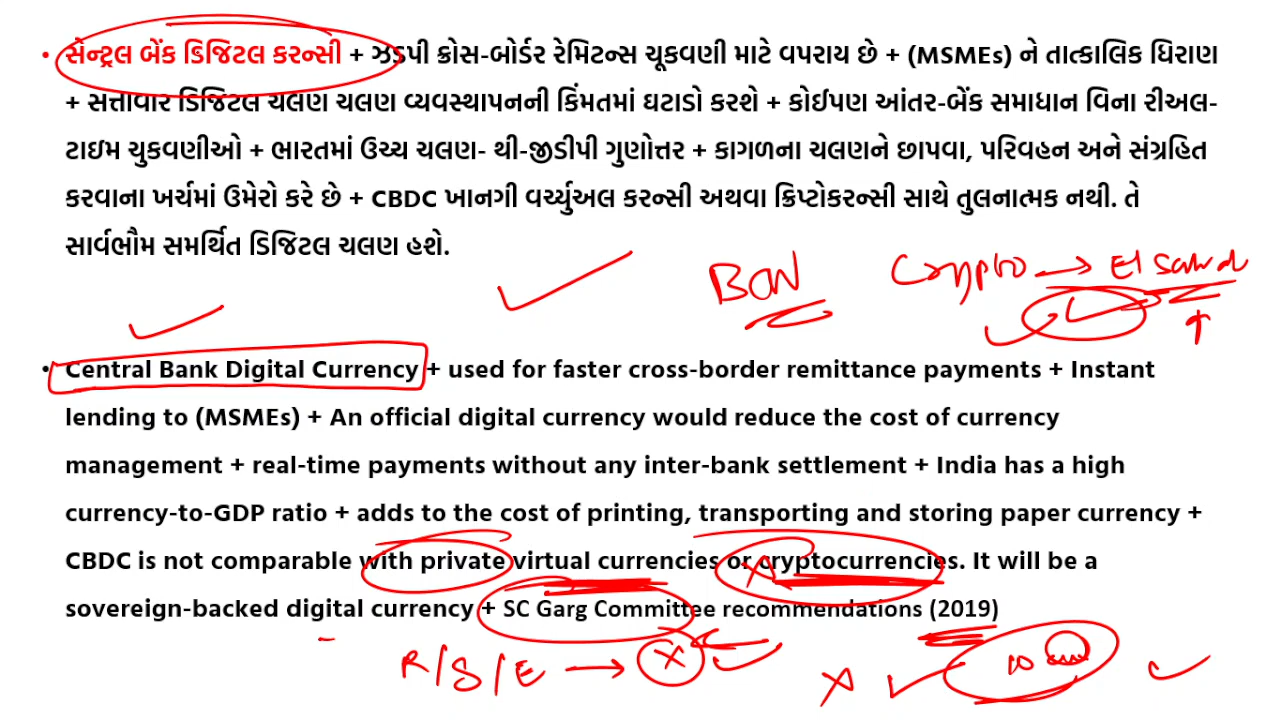 • સેન્ટ્રલ બેંક ડિજિટલ કરન્સી + ઝડપી ક્રોસ-બોર્ડર રેમિટન્સ ચૂકવણી માટે વપરાય છે + (MSMEs) ને તાત્કાલિક ધિરાણ
+ સત્તાવાર ડિજિટલ ચલણ ચલણ વ્યવસ્થાપનની કિંમતમાં ઘટાડો કરશે + કોઈપણ આંતર-બેંક સમાધાન વિના રીઅલ-
ટાઇમ ચુકવણીઓ + ભારતમાં ઉચ્ચ ચલણ- થી-જીડીપી ગુણોત્તર + કાગળના ચલણને છાપવા, પરિવહન અને સંગ્રહિત
કરવાના ખર્ચમાં ઉમેરો કરે છે + CBDC ખાનગી વર્ચ્યુઅલ કરન્સી અથવા ક્રિપ્ટોકરન્સી સાથે તુલનાત્મક નથી. તે
સાર્વભૌમ સમર્થિત ડિજિટલ ચલણ હશે.
Crypto → El
• Central Bank Digital Currency + used for faster cross-border remittance payments + Instant
lending to (MSMEs) + An official digital currency would reduce the cost of currency
management + real-time payments without any inter-bank settlement + India has a high
currency-to-GDP ratio + adds to the cost of printing, transporting and storing paper currency +
CBDC is not comparable with private virtual currencies or cryptocurrencies. It will be a
sovereign-backed digital currency + SC Garg Committee recommendations (2019)
R/S/E → X